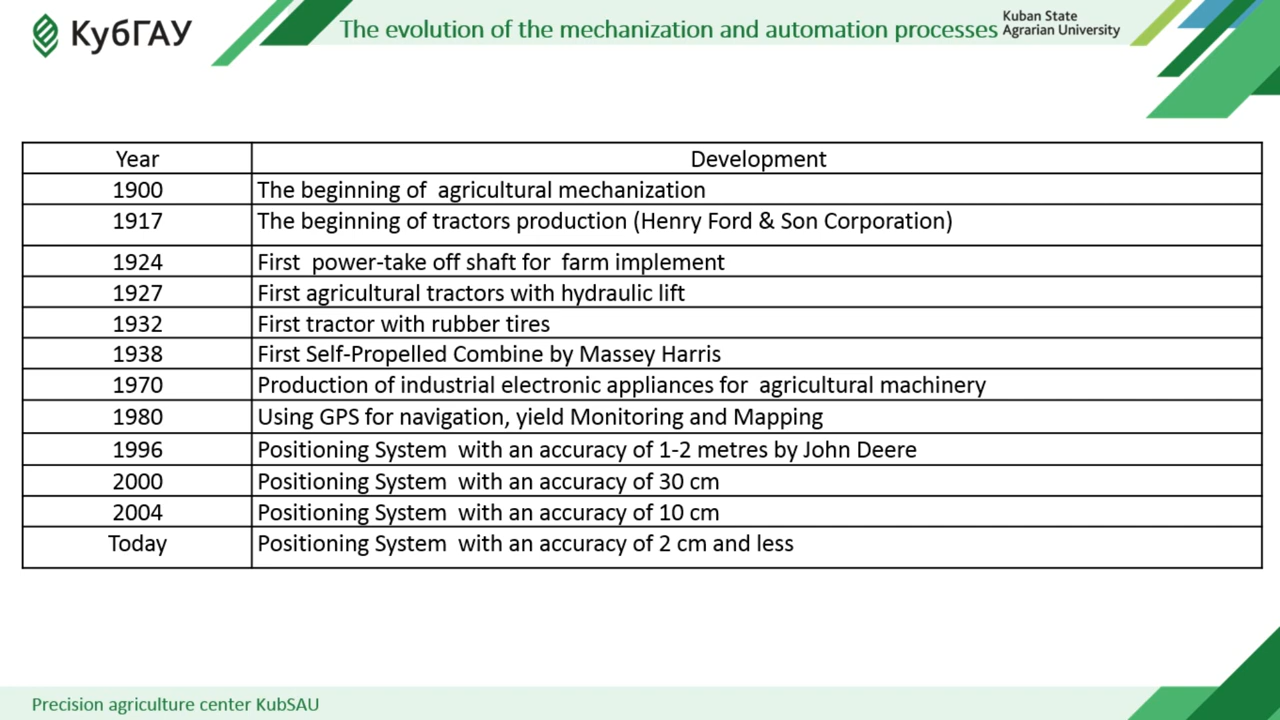 КубГАУ
The evolution of the mechanization and automation processes
Kuban State
Agrarian University
Year Development
1900 The beginning of agricultural mechanization
1917 The beginning of tractors production (Henry Ford & Son Corporation)
1924 First power-take off shaft for farm implement
1927 First agricultural tractors with hydraulic lift
1932 First tractor with rubber tires
1938 First Self-Propelled Combine by Massey Harris
1970 Production of industrial electronic appliances for agricultural machinery
1980 Using GPS for navigation, yield Monitoring and Mapping
1996 Positioning System with an accuracy of 1-2 metres by John Deere
2000 Positioning System with an accuracy of 30 cm
2004 Positioning System with an accuracy of 10 cm
Today Positioning System with an accuracy of 2 cm and less
Precision agriculture center KubSAU